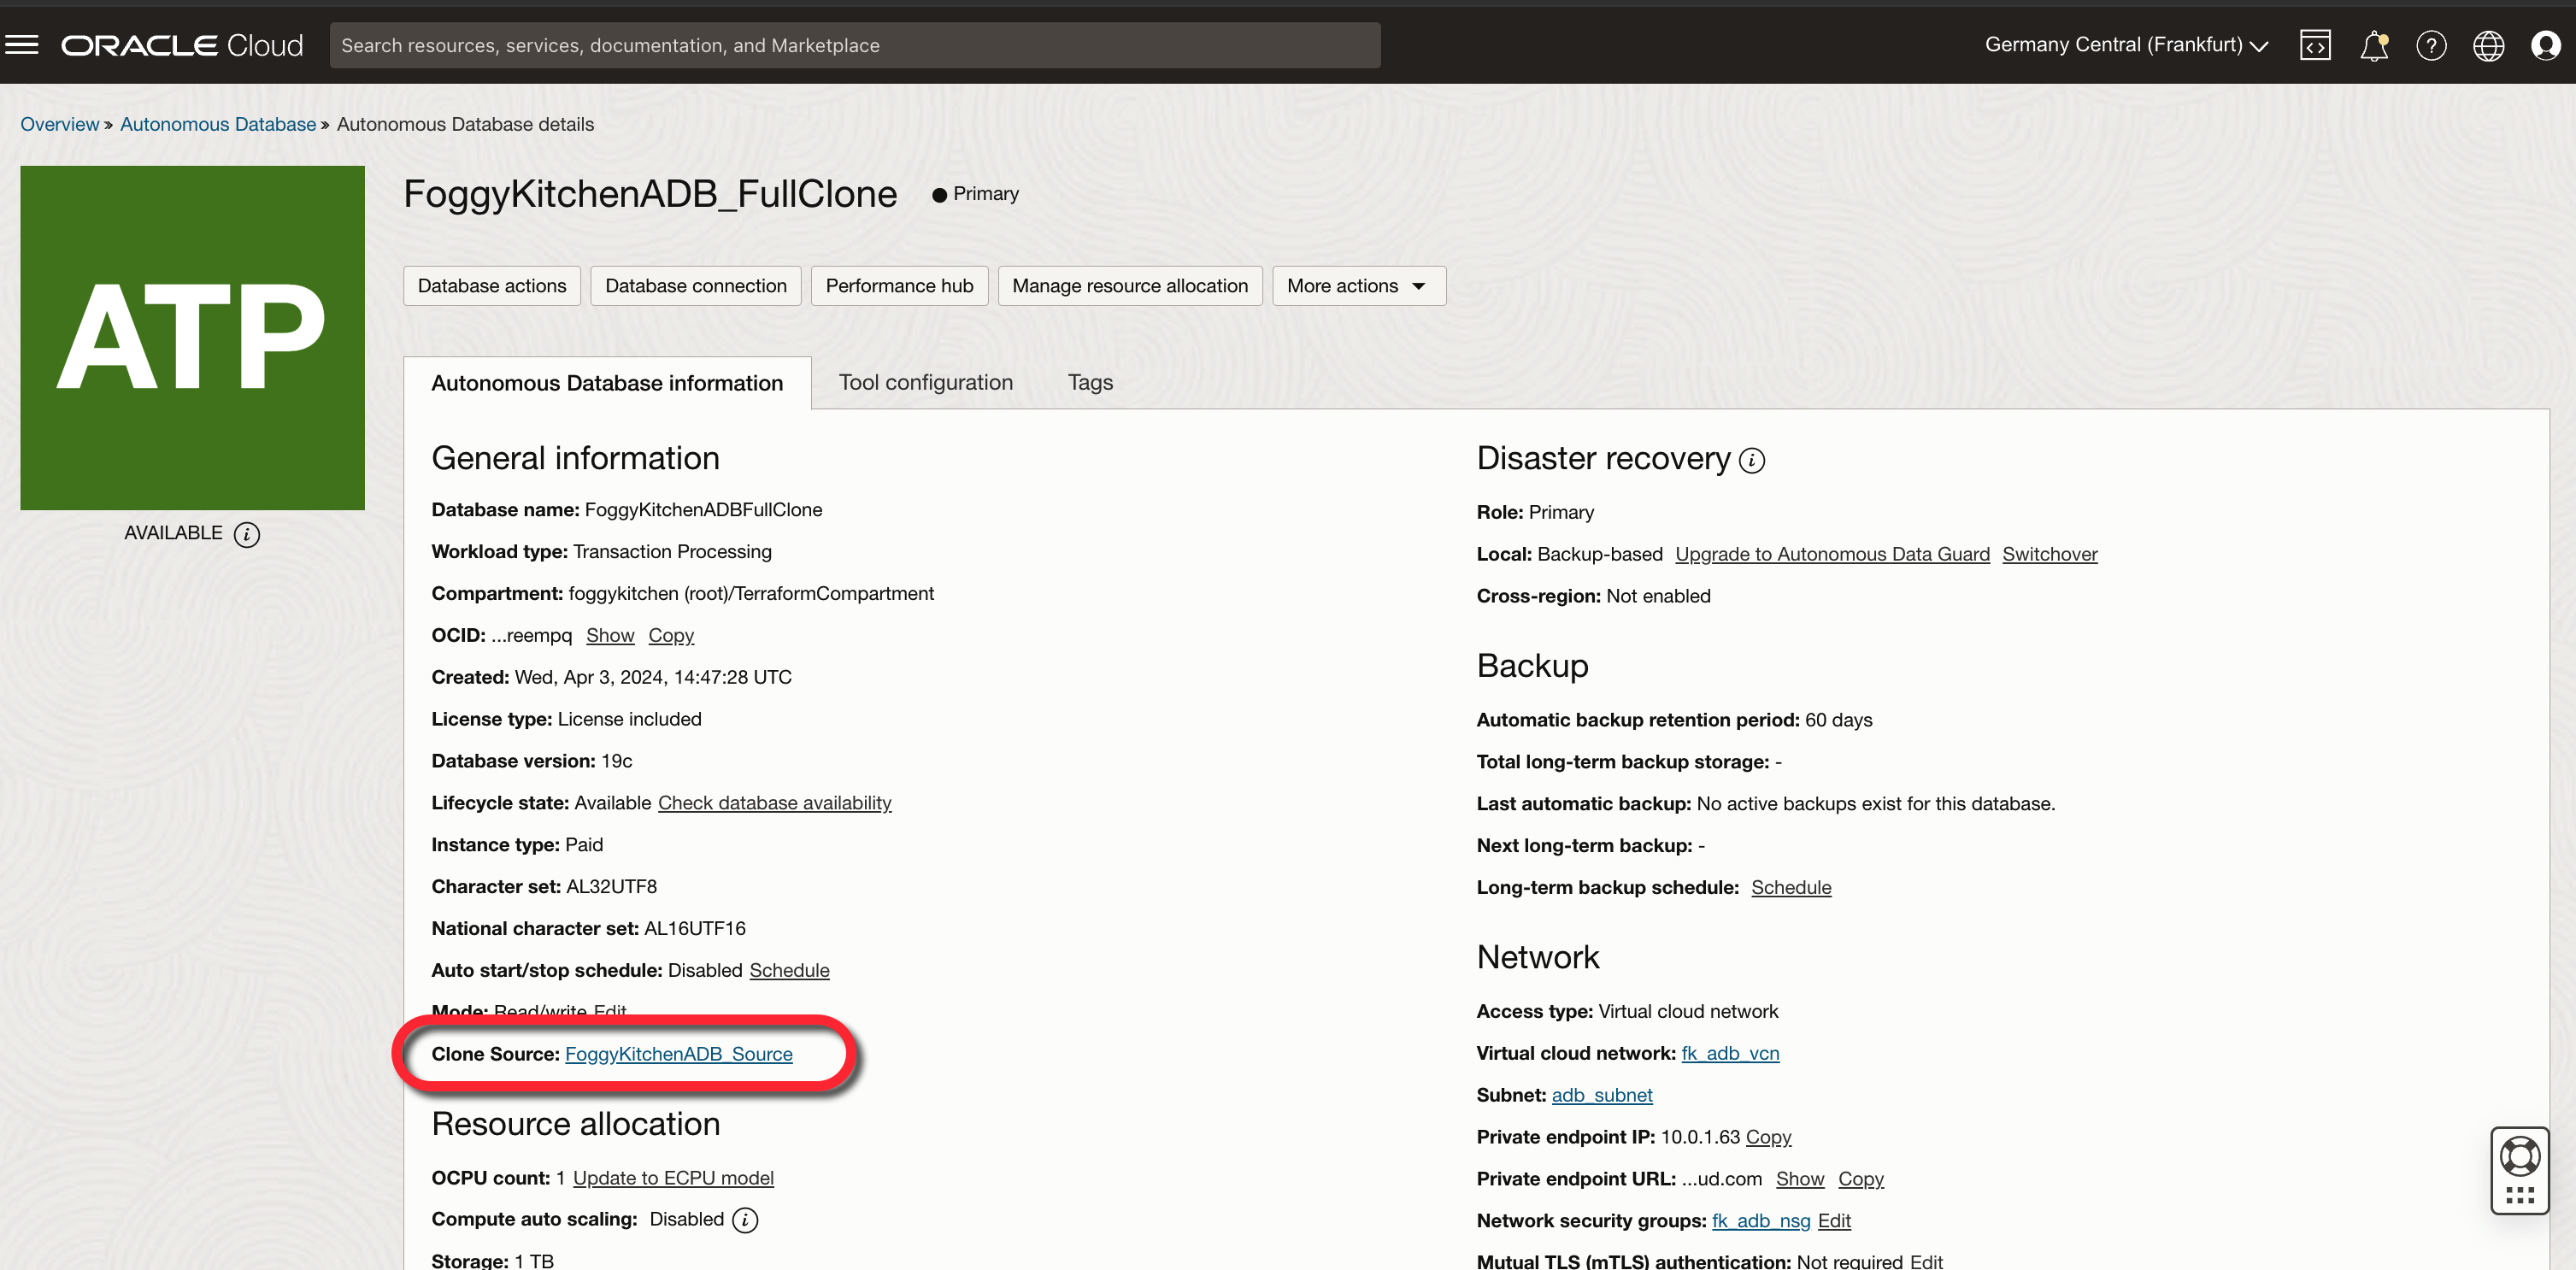 ORACLE Cloud
Search resources, services, documentation, and Marketplace
Germany Central (Frankfurt)
Overview » Autonomous Database » Autonomous Database details
ATP
AVAILABLE
FoggyKitchenADB_FullClone
Primary
Database actions
Database connection
Performance hub
Manage resource allocation
More actions
Autonomous Database information
Tool configuration
Tags
General information
Database name: FoggyKitchenADBFullClone
Workload type: Transaction Processing
Compartment: foggykitchen (root)/TerraformCompartment
OCID: ...reempq Show Copy
Created: Wed, Apr 3, 2024, 14:47:28 UTC
License type: License included
Database version: 19c
Lifecycle state: Available Check database availability
Instance type: Paid
Character set: AL32UTF8
National character set: AL16UTF16
Auto start/stop schedule: Disabled Schedule
Mode: Read/write Edit
Clone Source: FoggyKitchenADB_Source
Resource allocation
OCPU count: 1 Update to ECPU model
Compute auto scaling: Disabled
Storage: 1 TB
Disaster recovery
Role: Primary
Local: Backup-based Upgrade to Autonomous Data Guard Switchover
Cross-region: Not enabled
Backup
Automatic backup retention period: 60 days
Total long-term backup storage: -
Last automatic backup: No active backups exist for this database.
Next long-term backup: -
Long-term backup schedule: Schedule
Network
Access type: Virtual cloud network
Virtual cloud network: fk_adb_vcn
Subnet: adb_subnet
Private endpoint IP: 10.0.1.63 Copy
Private endpoint URL: ...ud.com Show Copy
Network security groups: fk_adb_nsg Edit
Mutual TLS (mTLS) authentication: Not required Edit